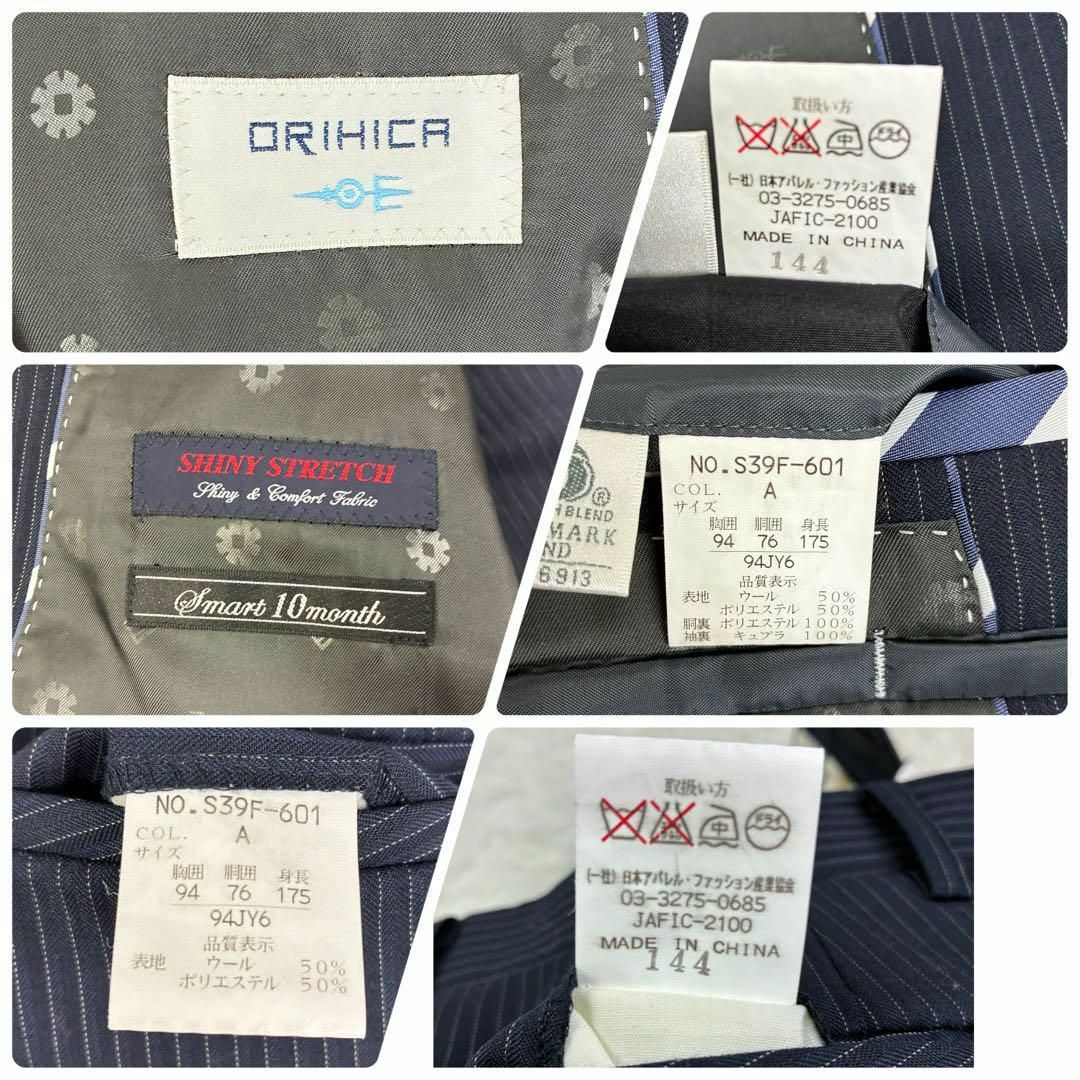 ORIHICA
取扱い方
中
ドライ
(一社)日本アパレル・ファッション産業協会
03-3275-0685
JAFIC-2100
MADE IN CHINA
144
SHINY STRETCH
Shiny & Comfort Fabric
Smart 10month
®
BLEND
MARK
ND
6913
NO.S39F-601
COL. A
サイズ
胸囲 胴囲 身長
94 76 175
94JY6
品質表示
表地 ウール 50%
ポリエステル 50%
胴裏 ポリエステル 100%
袖裏 キュプラ 100%
NO.S39F-601
COL. A
サイズ
胸囲 胴囲 身長
94 76 175
94JY6
品質表示
表地 ウール 50%
ポリエステル 50%
取扱い方
中
ドライ
(一社)日本アパレル・ファッション産業協会
03-3275-0685
JAFIC-2100
MADE IN CHINA
144